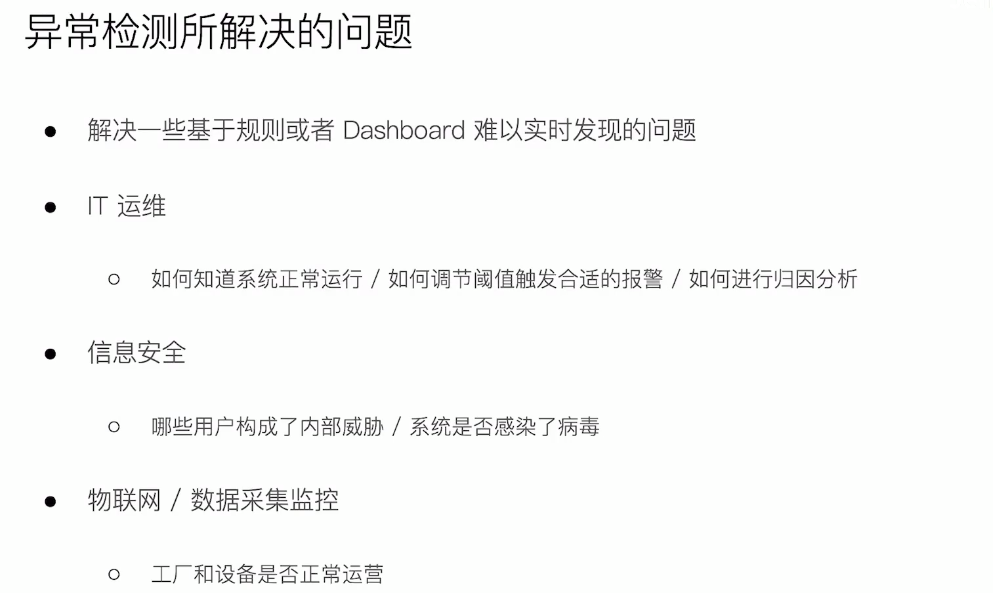 异常检测所解决的问题
● 解决一些基于规则或者 Dashboard 难以实时发现的问题
● IT 运维
○ 如何知道系统正常运行 / 如何调节阈值触发合适的报警 / 如何进行归因分析
● 信息安全
○ 哪些用户构成了内部威胁 / 系统是否感染了病毒
● 物联网 / 数据采集监控
○ 工厂和设备是否正常运营